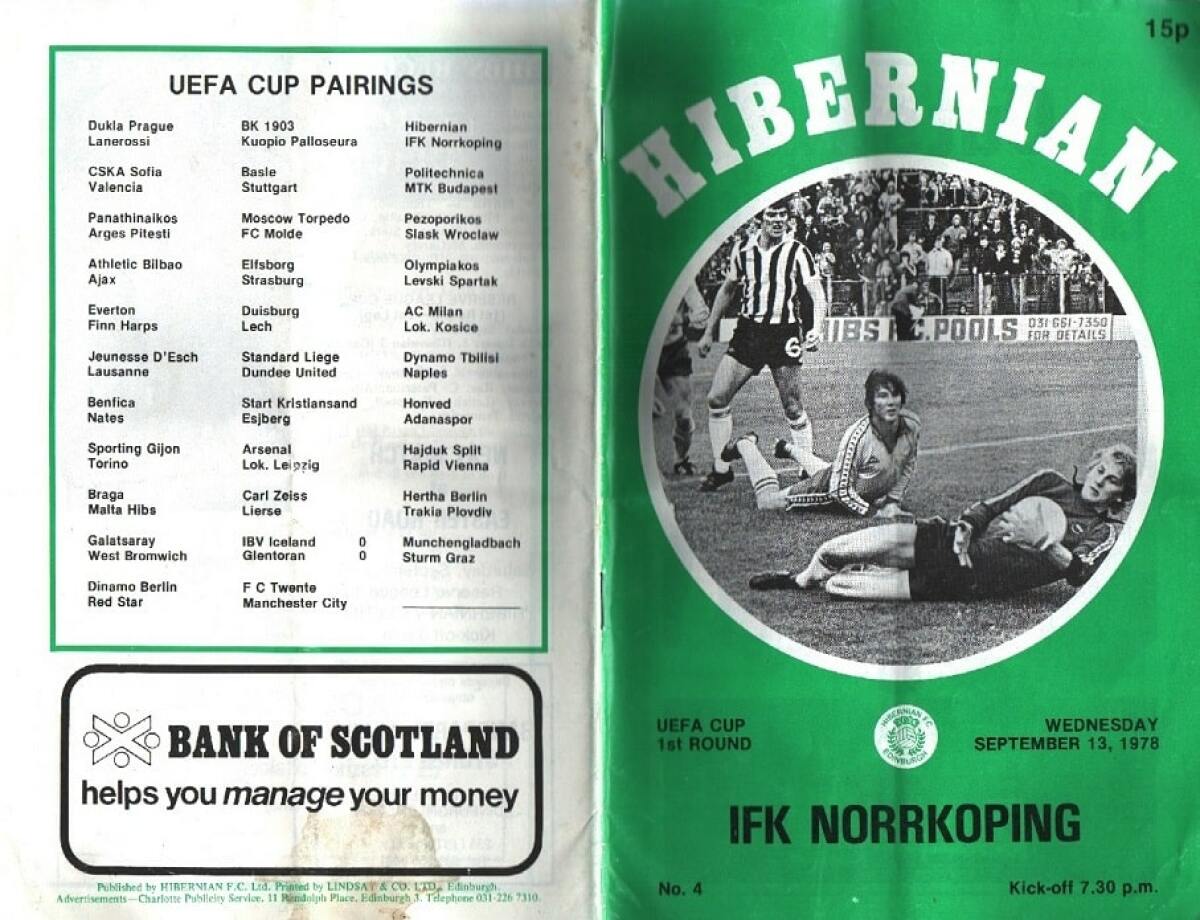 UEFA CUP PAIRINGS
Dukla Prague
Lanerossi
CSKA Sofia
Valencia
Panathinaikos
Arges Pitesti
Athletic Bilbao
Ajax
Everton
Finn Harps
Jeunesse D'Esch
Lausanne
Benfica
Nates
Sporting Gijon
Torino
Braga
Malta Hibs
Galatsaray
West Bromwich
Dinamo Berlin
Red Star
BK 1903
Kuopio Palloseura
Basle
Stuttgart
Moscow Torpedo
FC Molde
Elfsborg
Strasburg
Duisburg
Lech
Standard Liege
Dundee United
Start Kristiansand
Esjberg
Arsenal
Lok. Leipzig
Carl Zeiss
Lierse
IBV Iceland 0
Glentoran 0
F C Twente
Manchester City
Hibernian
IFK Norrkoping
Politechnica
MTK Budapest
Pezoporikos
Slask Wroclaw
Olympiakos
Levski Spartak
AC Milan
Lok. Kosice
Dynamo Tbilisi
Naples
Honved
Adanaspor
Hajduk Split
Rapid Vienna
Hertha Berlin
Trakia Plovdiv
Munchengladbach
Sturm Graz
BANK OF SCOTLAND
helps you manage your money
Published by HIBERNIAN F.C. Ltd. Printed by LINDSAY & CO. LTD., Edinburgh.
Advertisements—Charlotte Publicity Service, 11 Randolph Place, Edinburgh 3. Telephone 031-226 7310.
15p
HIBERNIAN
6
HIBS F.C. POOLS 031 661-7350
FOR DETAILS
UEFA CUP
1st ROUND
HIBERNIAN F.C.
EDINBURGH
WEDNESDAY
SEPTEMBER 13, 1978
IFK NORRKOPING
No. 4
Kick-off 7.30 p.m.